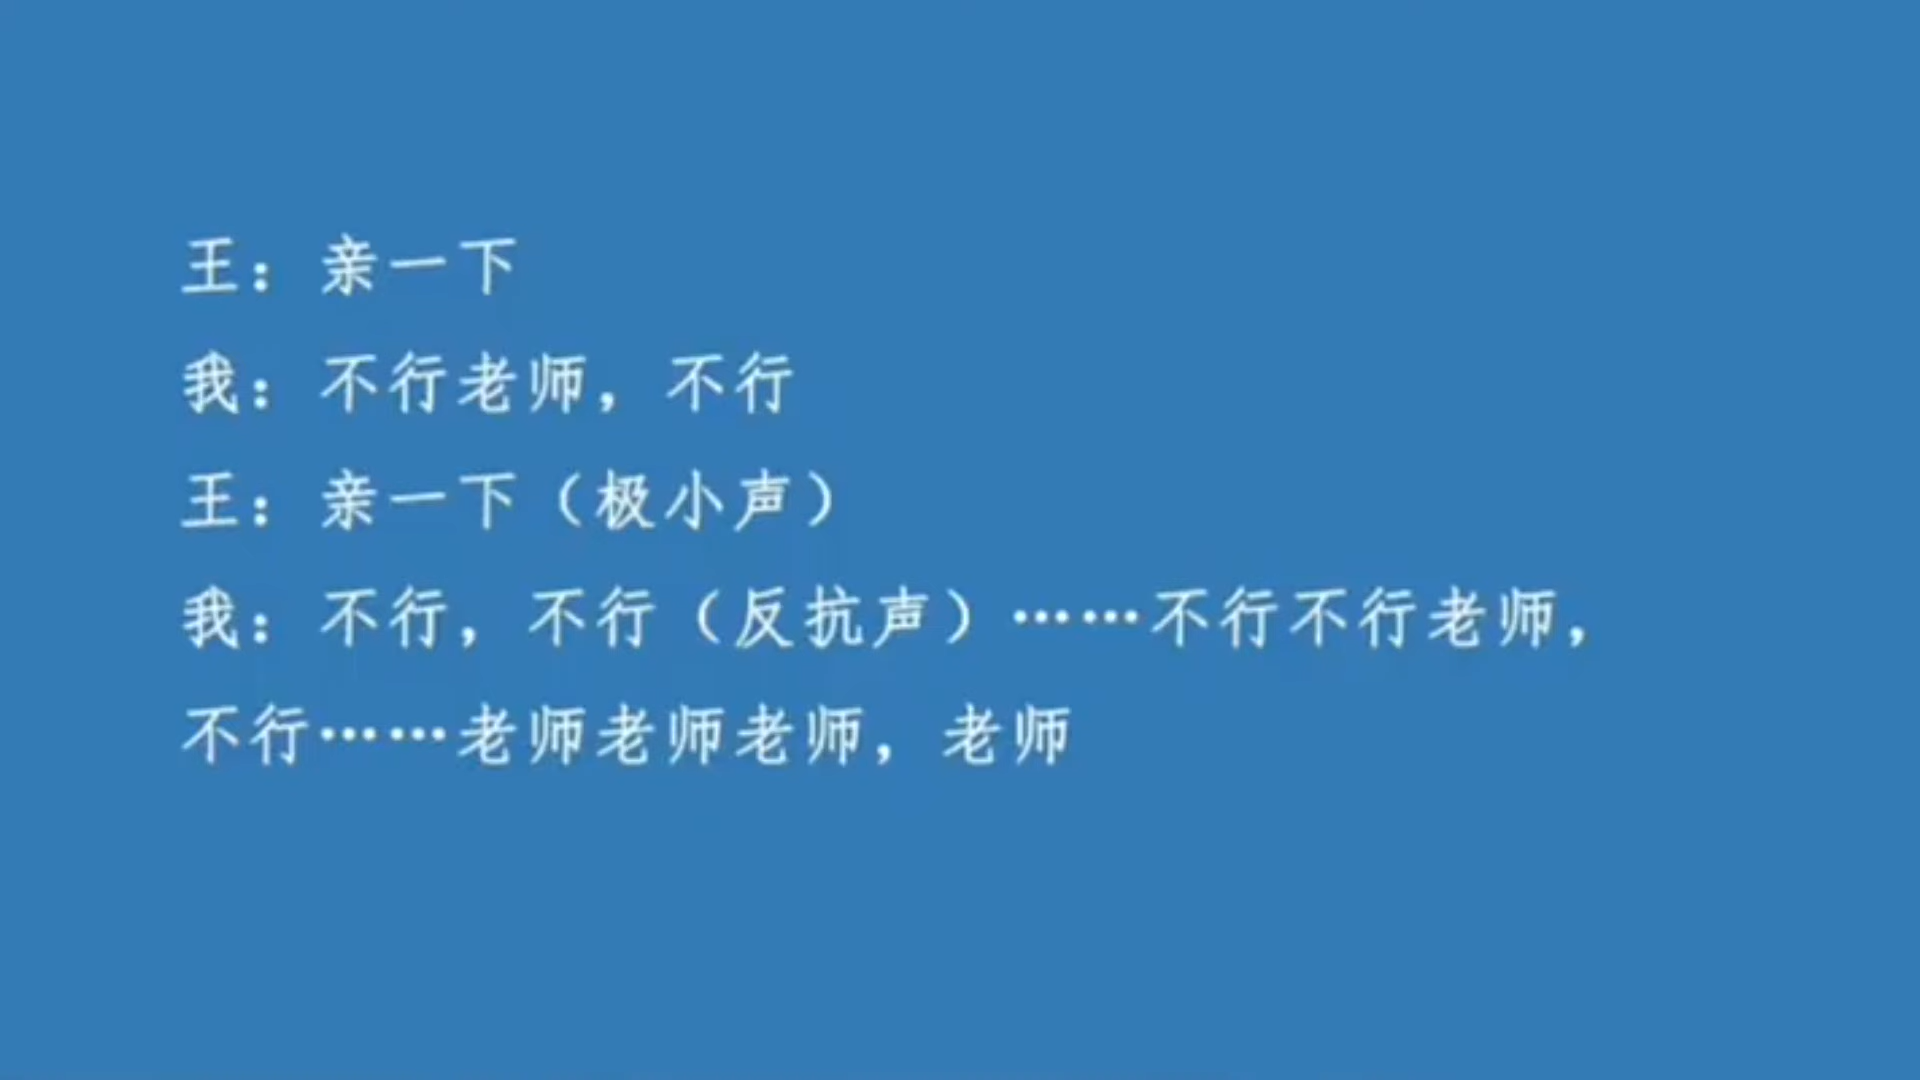 王：亲一下
我：不行老师，不行
王：亲一下（极小声）
我：不行，不行（反抗声）……不行不行老师，
不行……老师老师老师，老师